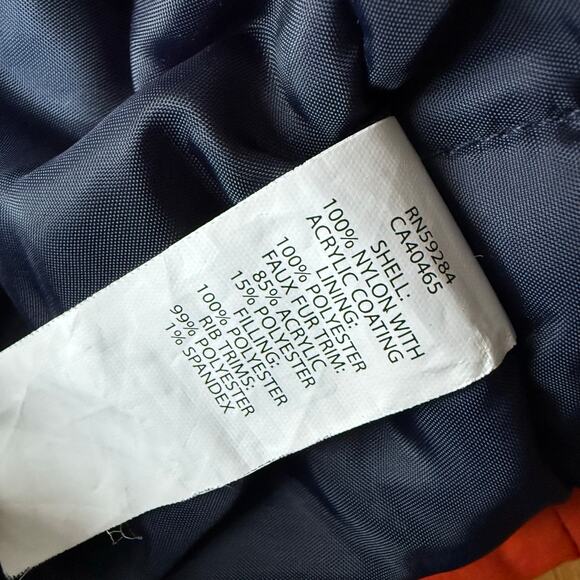 RN59284
CA40465
SHELL:
100% NYLON WITH
ACRYLIC COATING
LINING:
100% POLYESTER
FAUX FUR TRIM:
85% ACRYLIC
15% POLYESTER
FILLING:
100% POLYESTER
RIB TRIMS:
99% POLYESTER
1% SPANDEX